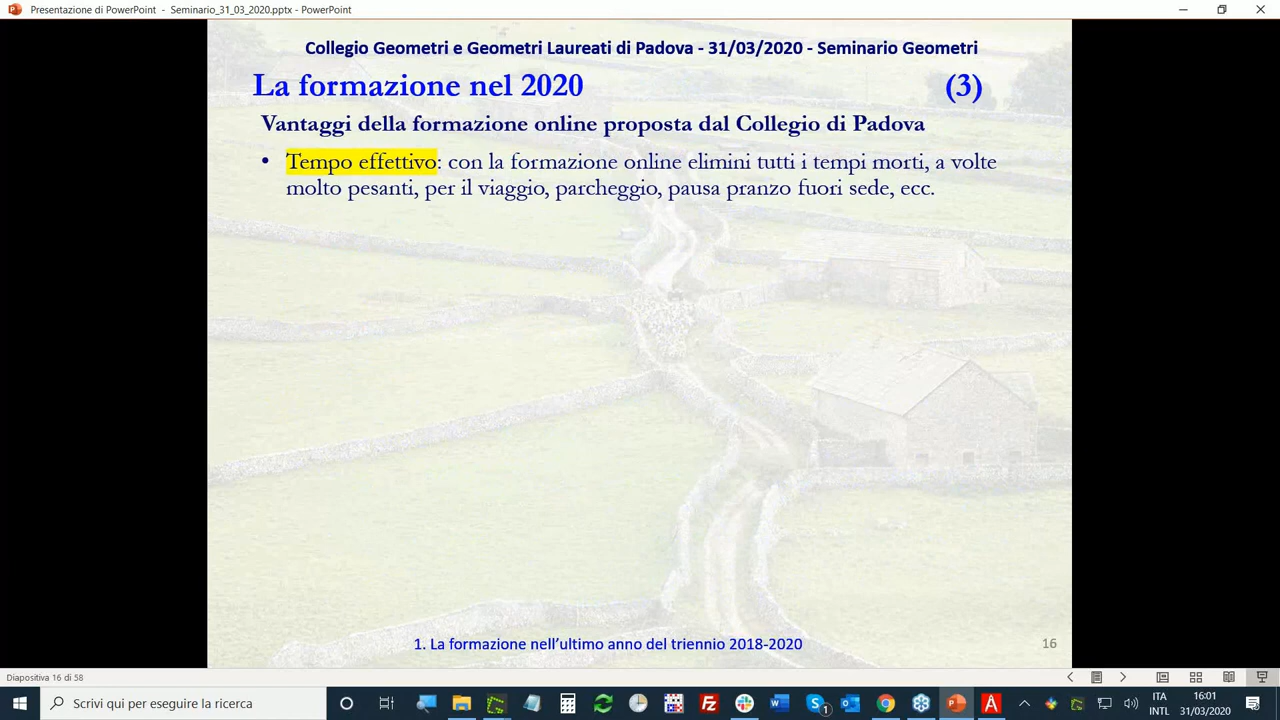 Presentazione di PowerPoint - Seminario_31_03_2020.pptx - PowerPoint
Collegio Geometri e Geometri Laureati di Padova - 31/03/2020 - Seminario Geometri
La formazione nel 2020 (3)
Vantaggi della formazione online proposta dal Collegio di Padova
• Tempo effettivo: con la formazione online elimini tutti i tempi morti, a volte
molto pesanti, per il viaggio, parcheggio, pausa pranzo fuori sede, ecc.
1. La formazione nell'ultimo anno del triennio 2018-2020 16
Diapositiva 16 di 58
Scrivi qui per eseguire la ricerca
ITA 16:01
INTL 31/03/2020